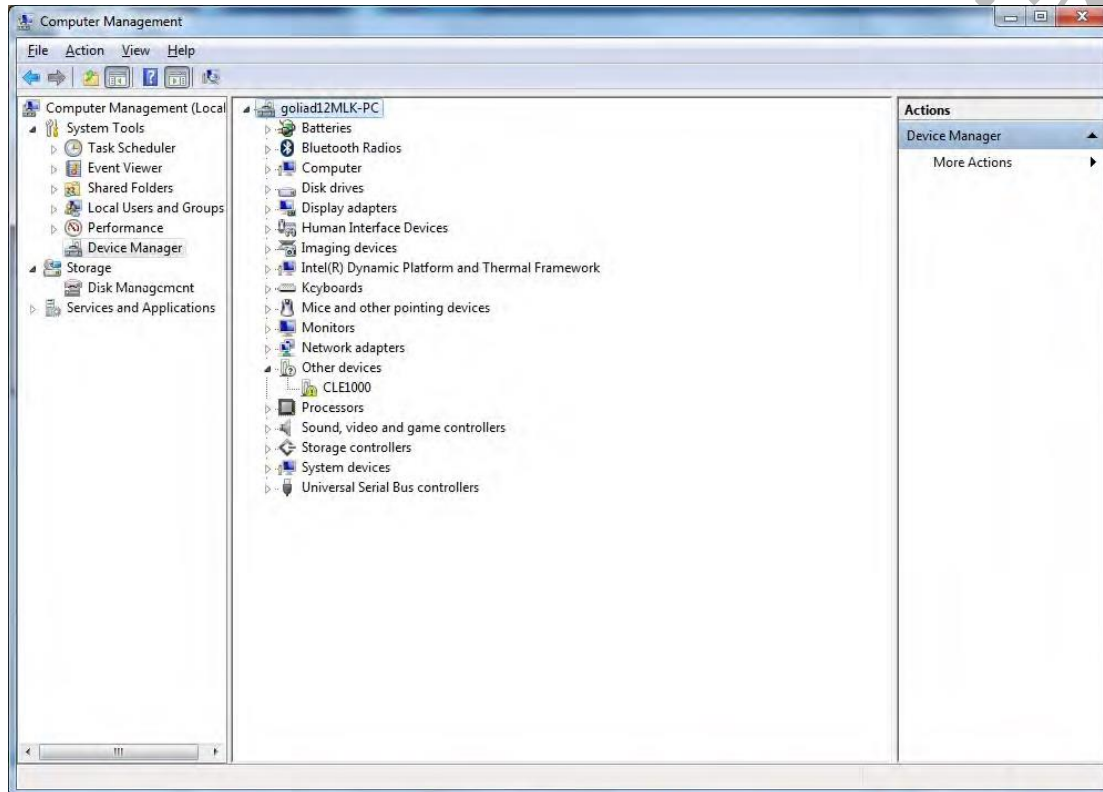 Computer Management
File Action View Help
Computer Management (Local
System Tools
Task Scheduler
Event Viewer
Shared Folders
Local Users and Groups
Performance
Device Manager
Storage
Disk Management
Services and Applications
goliad12MLK-PC
Batteries
Bluetooth Radios
Computer
Disk drives
Display adapters
Human Interface Devices
Imaging devices
Intel(R) Dynamic Platform and Thermal Framework
Keyboards
Mice and other pointing devices
Monitors
Network adapters
Other devices
CLE1000
Processors
Sound, video and game controllers
Storage controllers
System devices
Universal Serial Bus controllers
Actions
Device Manager
More Actions